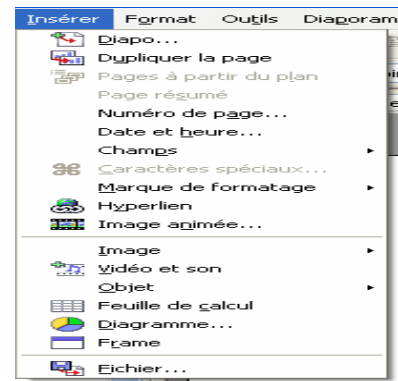 Insérer Format Outils Diaporam
Diapo...
Dupliquer la page
Pages à partir du plan
Page résumé
Numéro de page...
Date et heure...
Champs
Caractères spéciaux...
Marque de formatage
Hyperlien
Image animée...
Image
Vidéo et son
Objet
Feuille de calcul
Diagramme...
Frame
Fichier...